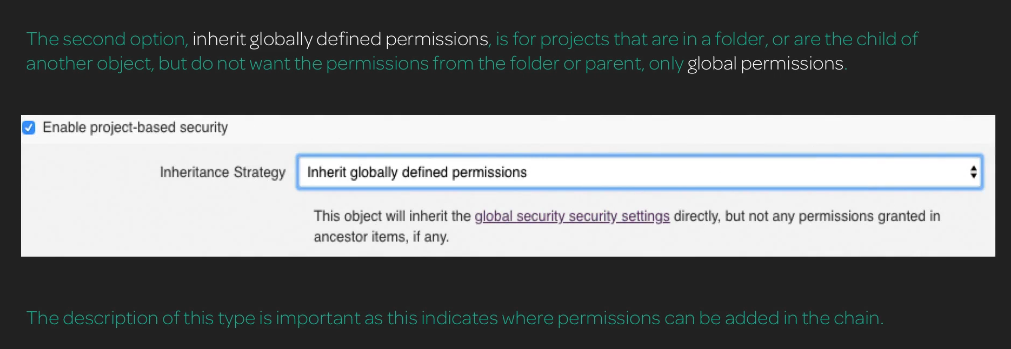 The second option, inherit globally defined permissions, is for projects that are in a folder, or are the child of
another object, but do not want the permissions from the folder or parent, only global permissions.
Enable project-based security
Inheritance Strategy Inherit globally defined permissions
This object will inherit the global security security settings directly, but not any permissions granted in
ancestor items, if any.
The description of this type is important as this indicates where permissions can be added in the chain.